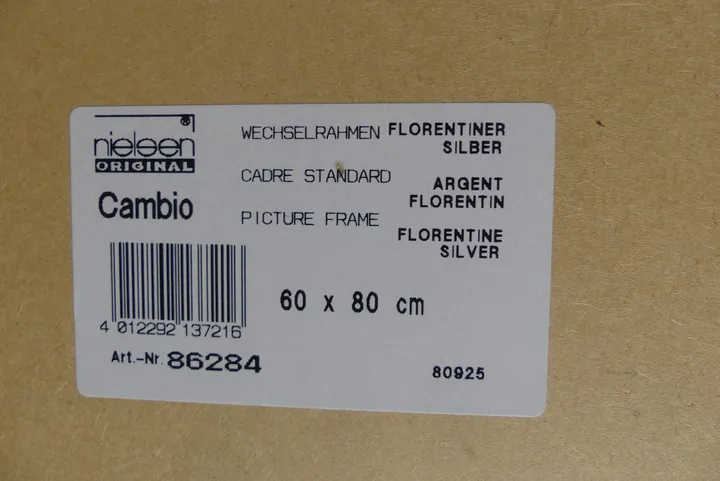 nielsen®
ORIGINAL
Cambio
WECHSELRAHMEN FLORENTINER
SILBER
CADRE STANDARD ARGENT
FLORENTIN
PICTURE FRAME FLORENTINE
SILVER
60 x 80 cm
4 012292 137216
Art.-Nr. 86284
80925